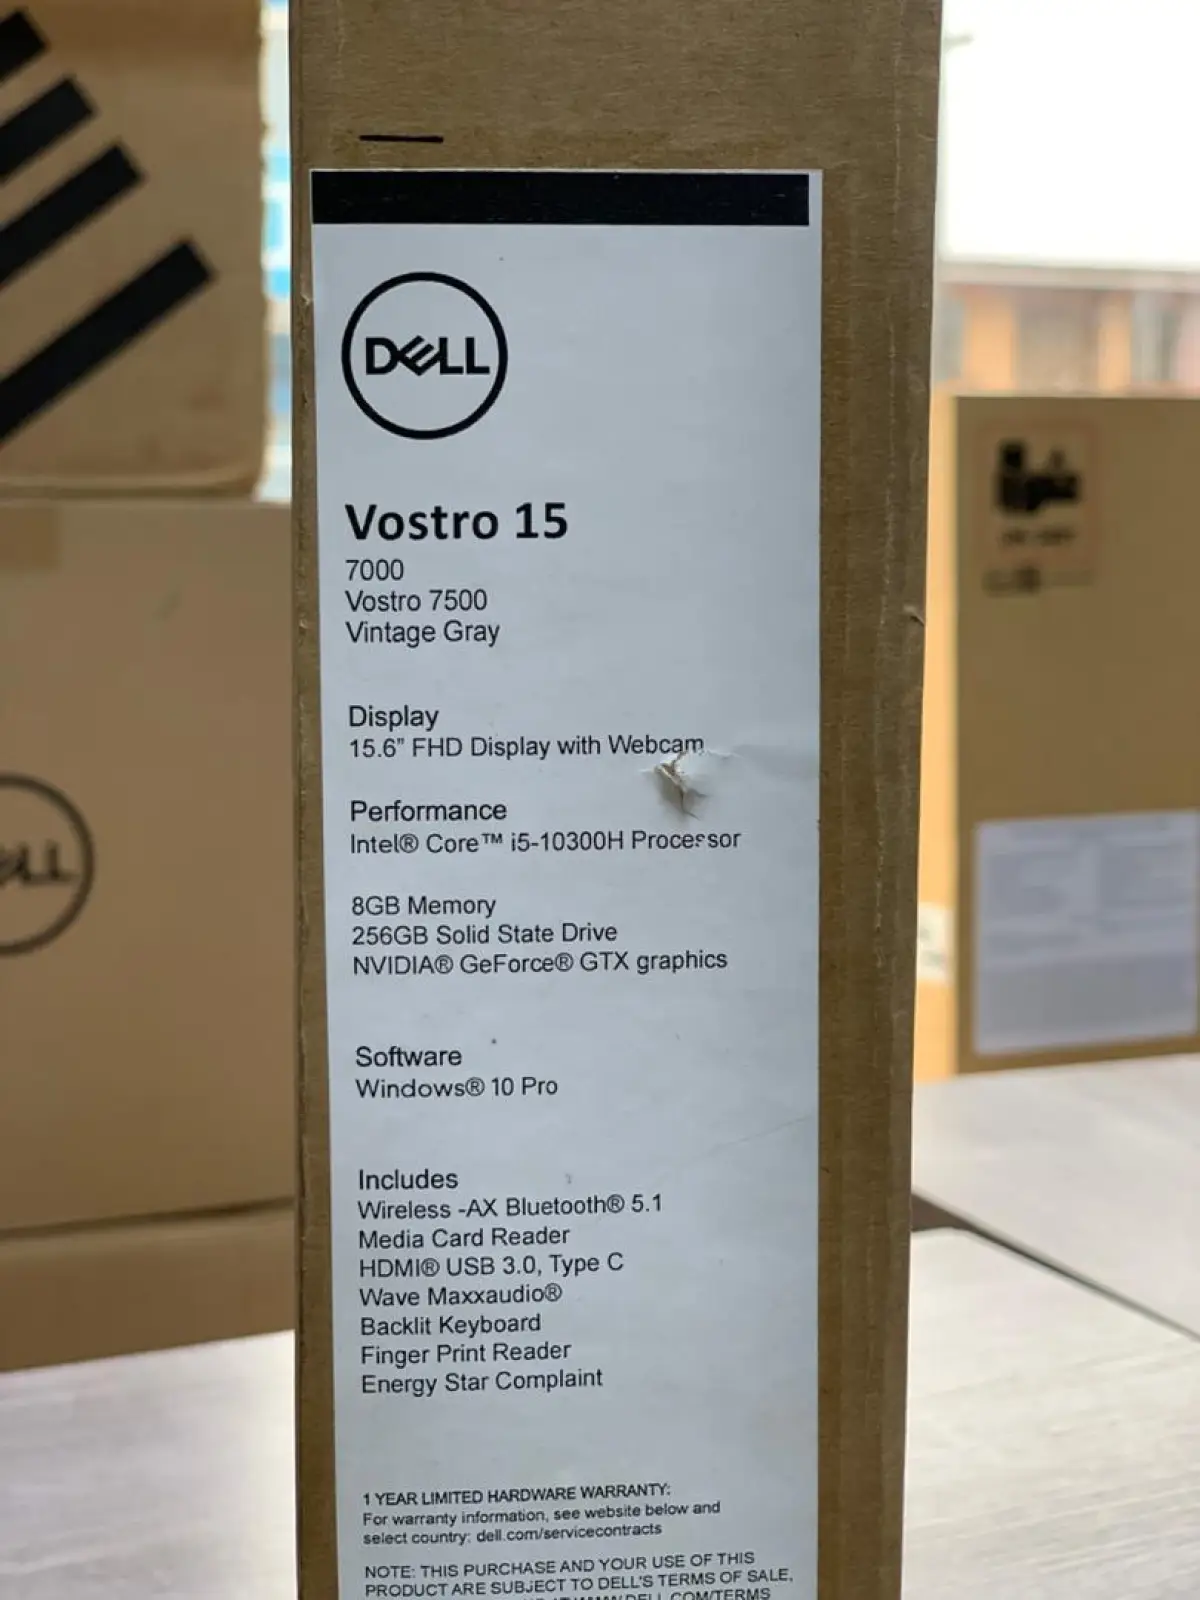 DELL
Vostro 15
7000
Vostro 7500
Vintage Gray
Display
15.6” FHD Display with Webcam
Performance
Intel® Core™ i5-10300H Processor
8GB Memory
256GB Solid State Drive
NVIDIA® GeForce® GTX graphics
Software
Windows® 10 Pro
Includes
Wireless -AX Bluetooth® 5.1
Media Card Reader
HDMI® USB 3.0, Type C
Wave Maxxaudio®
Backlit Keyboard
Finger Print Reader
Energy Star Complaint
1 YEAR LIMITED HARDWARE WARRANTY:
For warranty information, see website below and
select country: dell.com/servicecontracts
NOTE: THIS PURCHASE AND YOUR USE OF THIS
PRODUCT ARE SUBJECT TO DELL'S TERMS OF SALE,
DELL.COM/TERMS